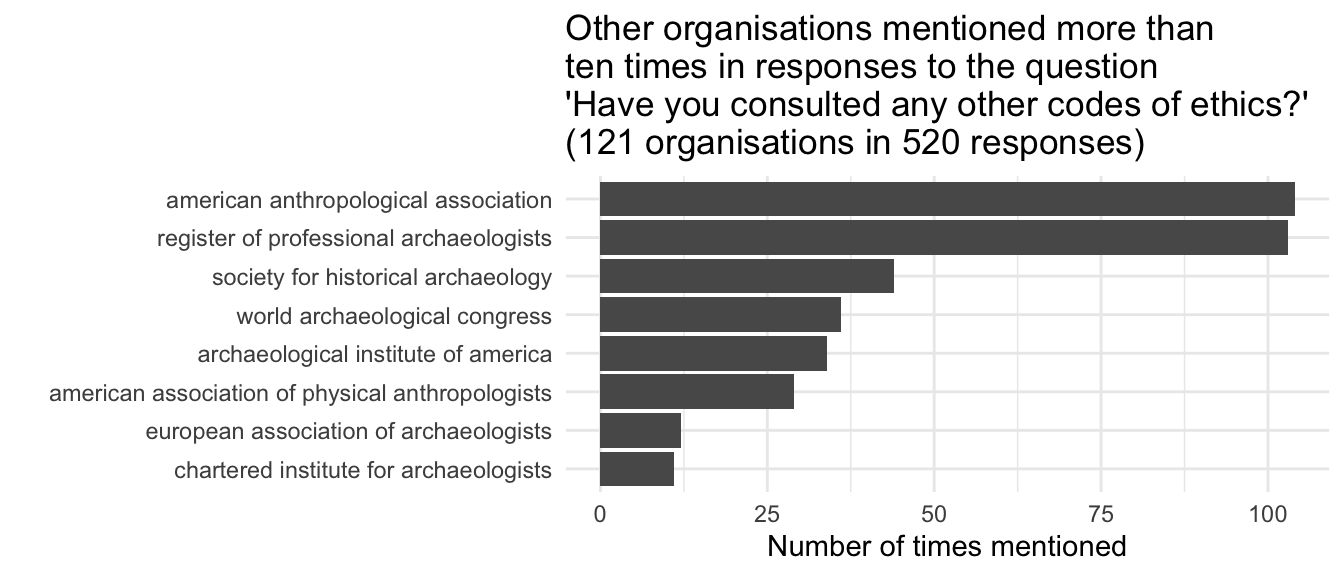 Other organisations mentioned more than
ten times in responses to the question
'Have you consulted any other codes of ethics?'
(121 organisations in 520 responses)
american anthropological association
register of professional archaeologists
society for historical archaeology
world archaeological congress
archaeological institute of america
american association of physical anthropologists
european association of archaeologists
chartered institute for archaeologists
0 25 50 75 100
Number of times mentioned